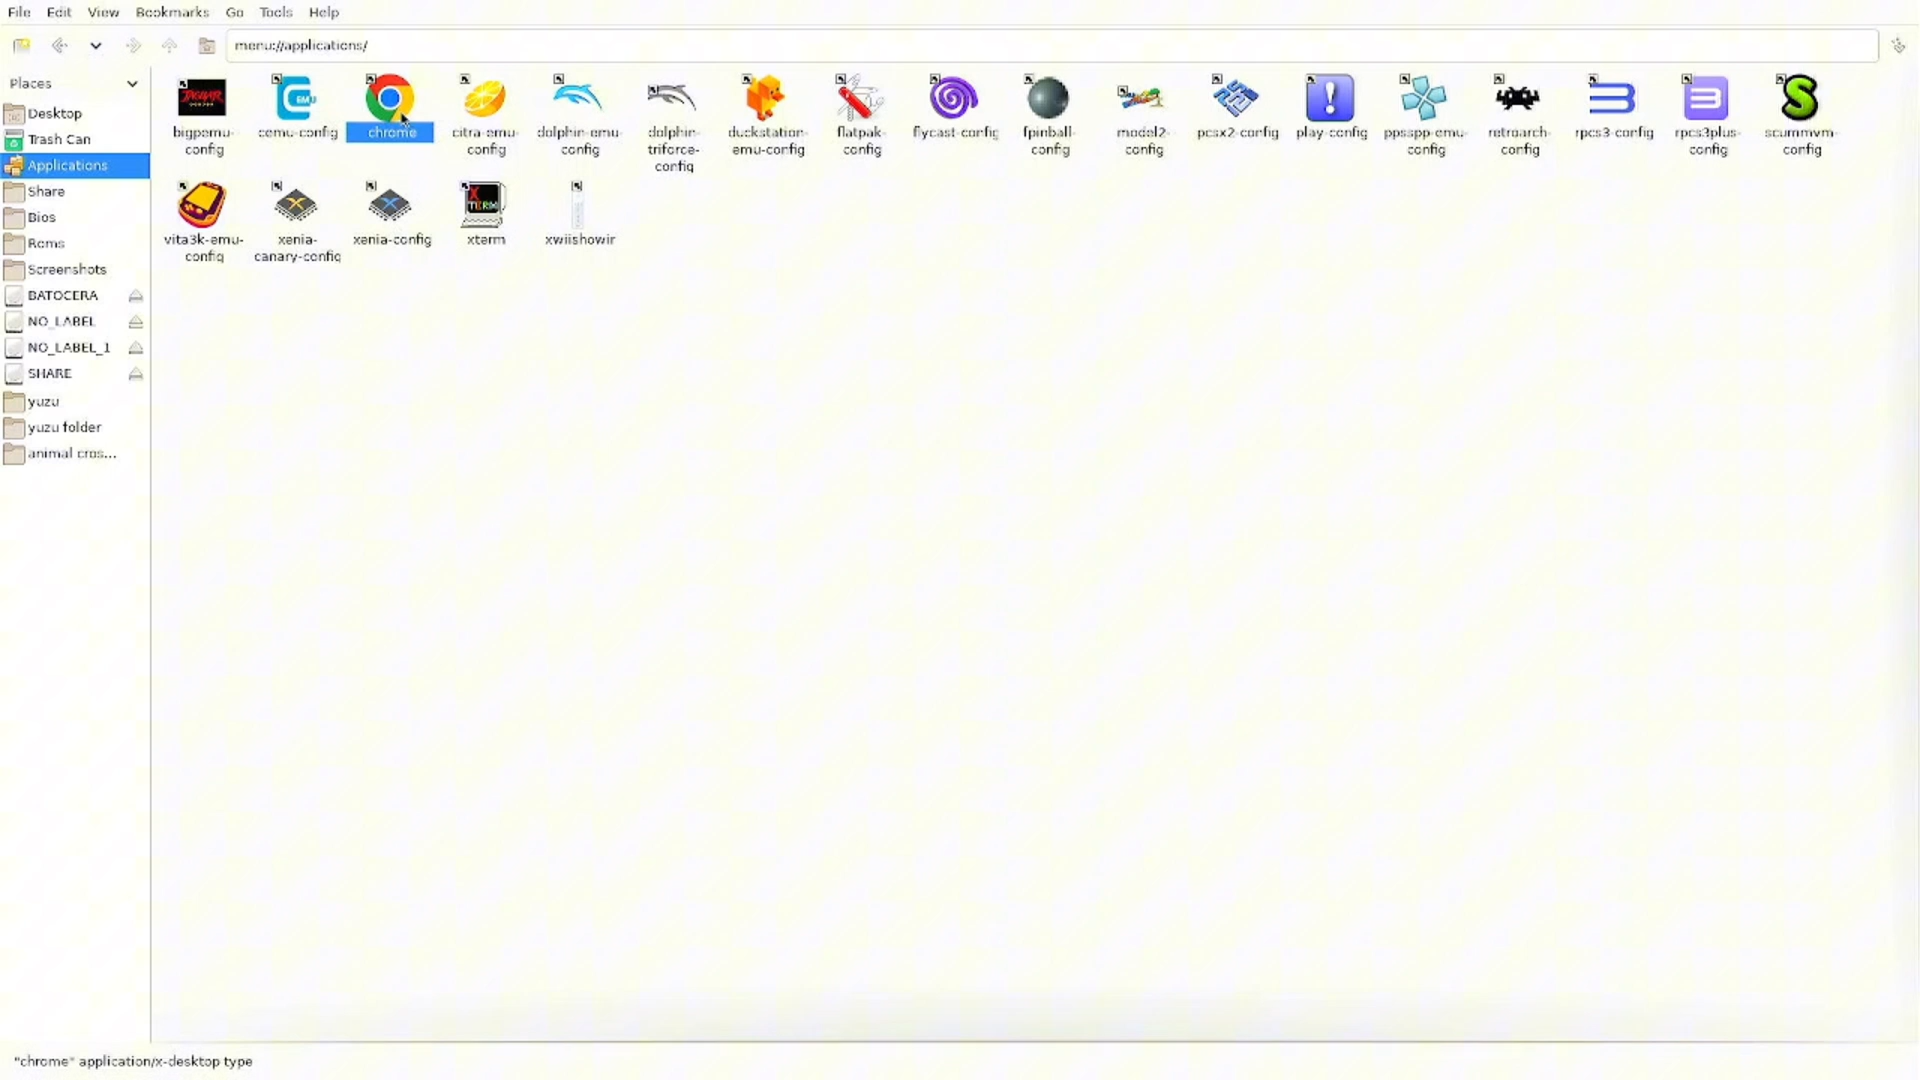 File Edit View Bookmarks Go Tools Help
menu://applications/
Places
Desktop
Trash Can
Applications
Share
Bios
Roms
Screenshots
BATOCERA
NO_LABEL
NO_LABEL_1
SHARE
yuzu
yuzu folder
animal cros...
bigpemu-
config
cemu-config
chrome
citra-emu-
config
dolphin-emu-
config
dolphin-
triforce-
config
duckstation-
emu-config
flatpak-
config
flycast-config
fpinball-
config
model2-
config
pcsx2-config
play-config
ppsspp-emu-
config
retroarch-
config
rpcs3-config
rpcs3plus-
config
scummvm-
config
vita3k-emu-
config
xenia-
canary-config
xenia-config
xterm
xwiishowir
"chrome" application/x-desktop type